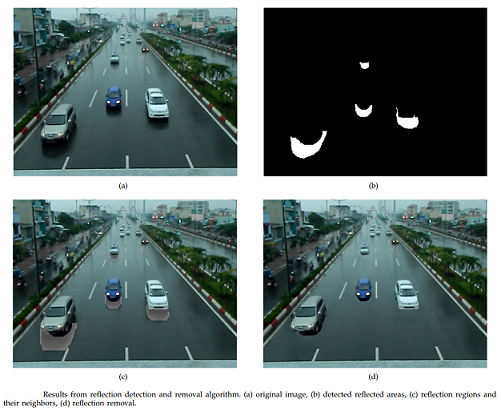 (a)
(b)
(c)
(d)
Results from reflection detection and removal algorithm. (a) original image, (b) detected reflected areas, (c) reflection regions and
their neighbors, (d) reflection removal.